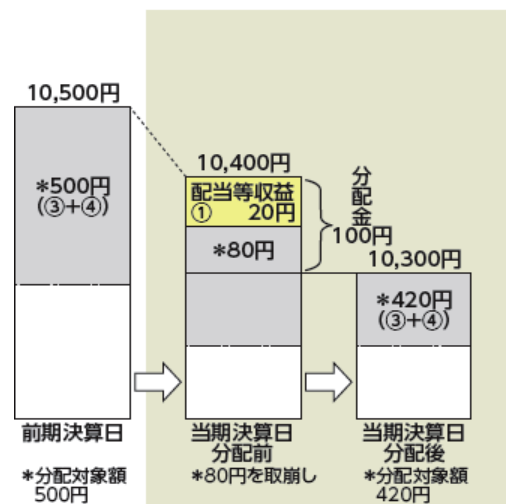 10,500円
*500円
(③+④)
前期決算日
*分配対象額
500円
10,400円
配当等収益
① 20円
*80円
分配金
100円
当期決算日
分配前
*80円を取崩し
10,300円
*420円
(③+④)
当期決算日
分配後
*分配対象額
420円